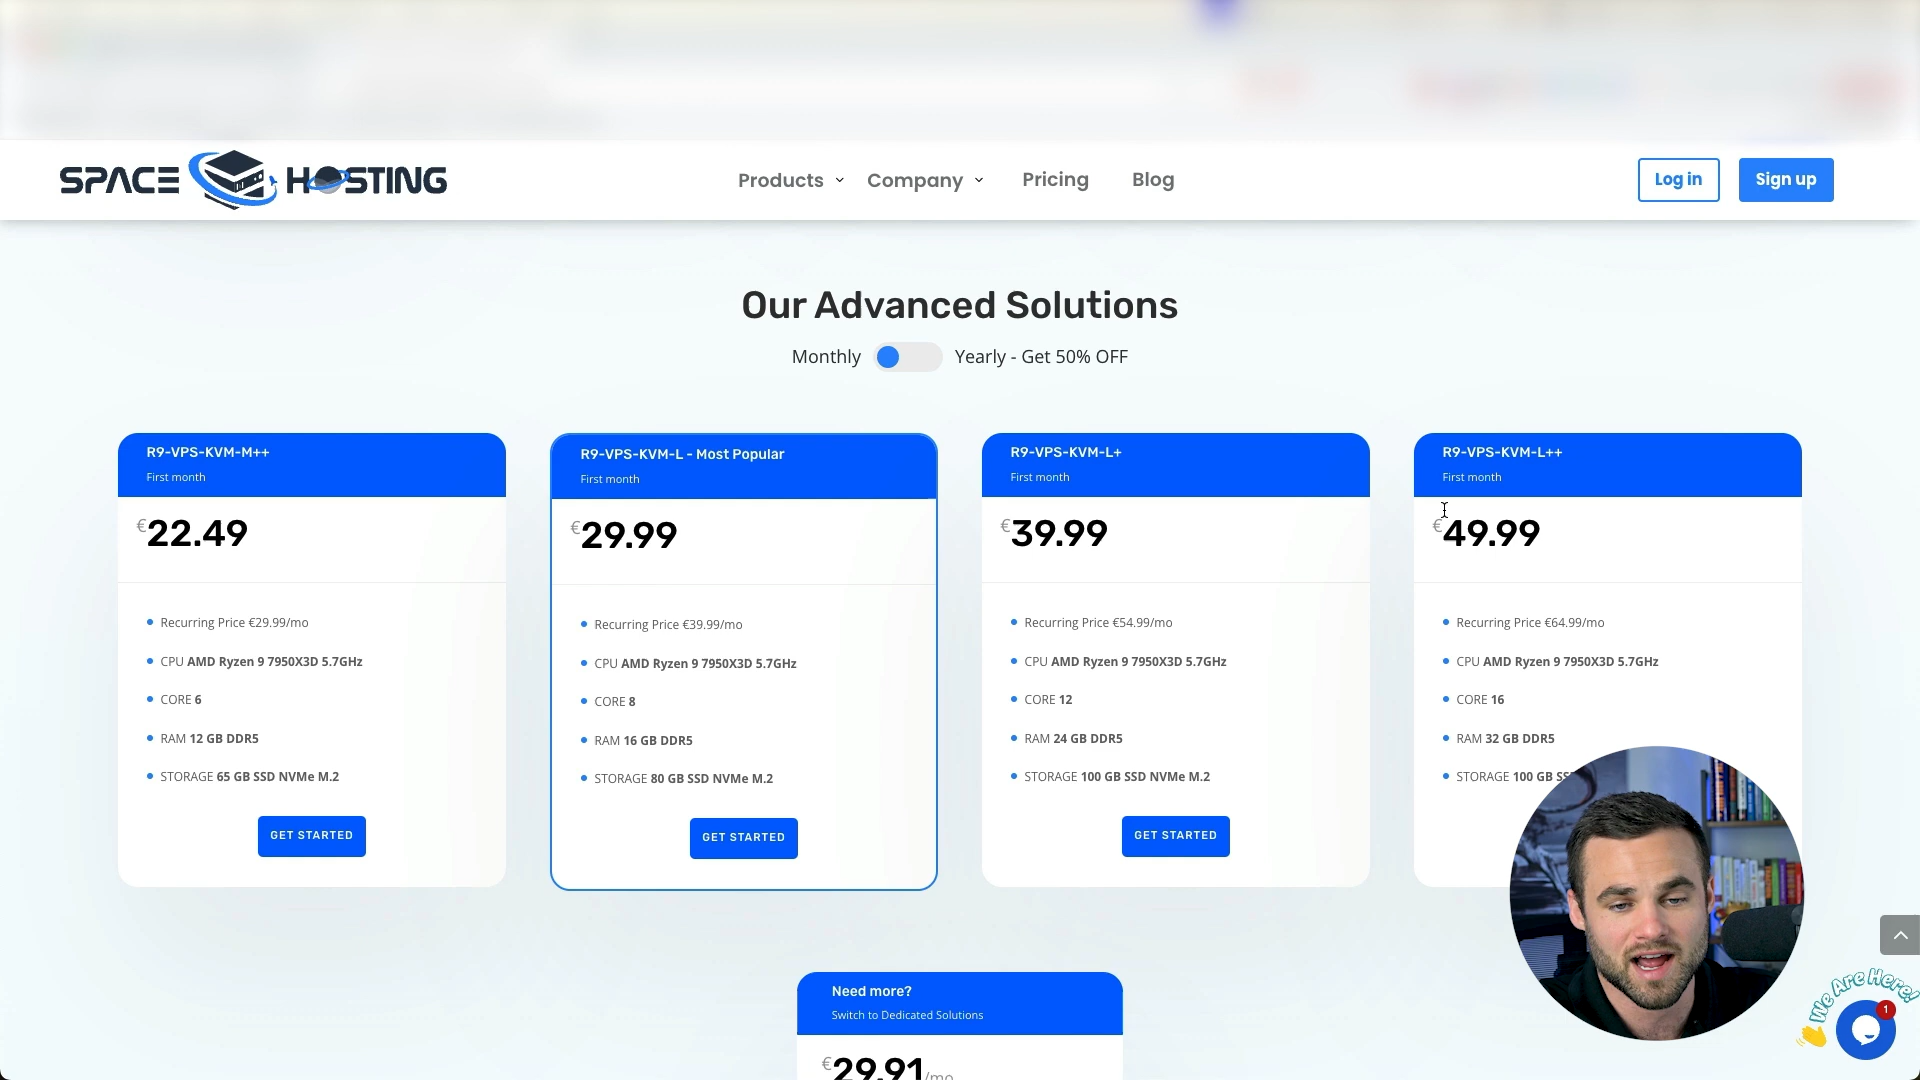 SPACE HOSTING
Products
Company
Pricing
Blog
Log in
Sign up
Our Advanced Solutions
Monthly
Yearly - Get 50% OFF
R9-VPS-KVM-M++
First month
€22.49
Recurring Price €29.99/mo
CPU AMD Ryzen 9 7950X3D 5.7GHz
CORE 6
RAM 12 GB DDR5
STORAGE 65 GB SSD NVMe M.2
GET STARTED
R9-VPS-KVM-L - Most Popular
First month
€29.99
Recurring Price €39.99/mo
CPU AMD Ryzen 9 7950X3D 5.7GHz
CORE 8
RAM 16 GB DDR5
STORAGE 80 GB SSD NVMe M.2
GET STARTED
R9-VPS-KVM-L+
First month
€39.99
Recurring Price €54.99/mo
CPU AMD Ryzen 9 7950X3D 5.7GHz
CORE 12
RAM 24 GB DDR5
STORAGE 100 GB SSD NVMe M.2
GET STARTED
R9-VPS-KVM-L++
First month
€49.99
Recurring Price €64.99/mo
CPU AMD Ryzen 9 7950X3D 5.7GHz
CORE 16
RAM 32 GB DDR5
STORAGE 100 GB
Need more?
Switch to Dedicated Solutions
€29.91/mo
We Are Here!
1